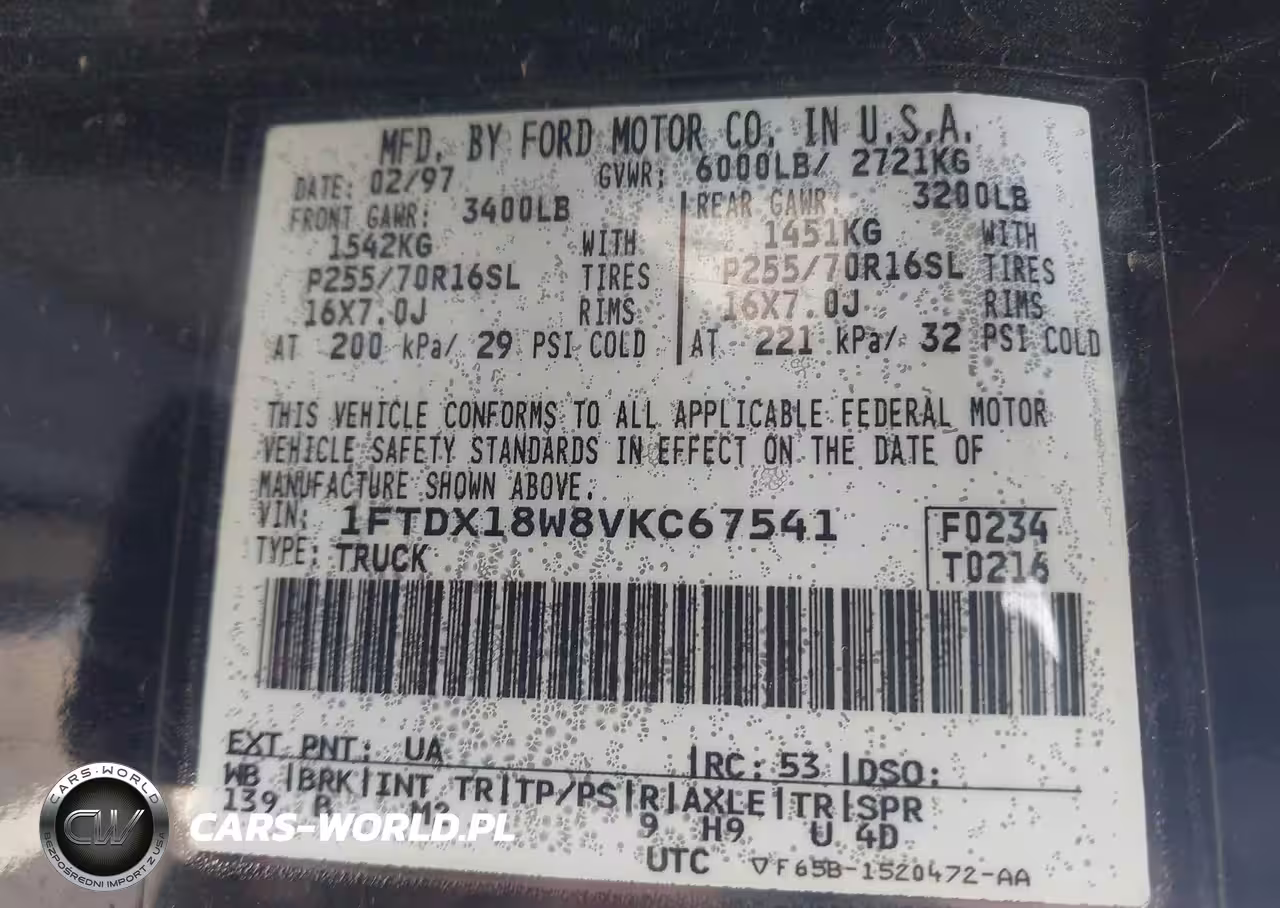 MFD. BY FORD MOTOR CO. IN U.S.A.
DATE: 02/97 GVWR: 6000LB/ 2721KG
FRONT GAWR: 3400LB REAR GAWR: 3200LB
1542KG WITH 1451KG WITH
P255/70R16SL TIRES P255/70R16SL TIRES
16X7.0J RIMS 16X7.0J RIMS
AT 200 kPa/ 29 PSI COLD AT 221 kPa/ 32 PSI COLD
THIS VEHICLE CONFORMS TO ALL APPLICABLE FEDERAL MOTOR
VEHICLE SAFETY STANDARDS IN EFFECT ON THE DATE OF
MANUFACTURE SHOWN ABOVE.
VIN: 1FTDX18W8VKC67541 F0234
TYPE: TRUCK T0216
EXT PNT: UA RC: 53 DSO:
WB BRK INT TR TP/PS R AXLE TR SPR
139 B M2 9 H9 U 4D
UTC ▽F65B-1520472-AA
CARS-WORLD
CW
BEZPOŚREDNI IMPORT Z USA
CARS-WORLD.PL